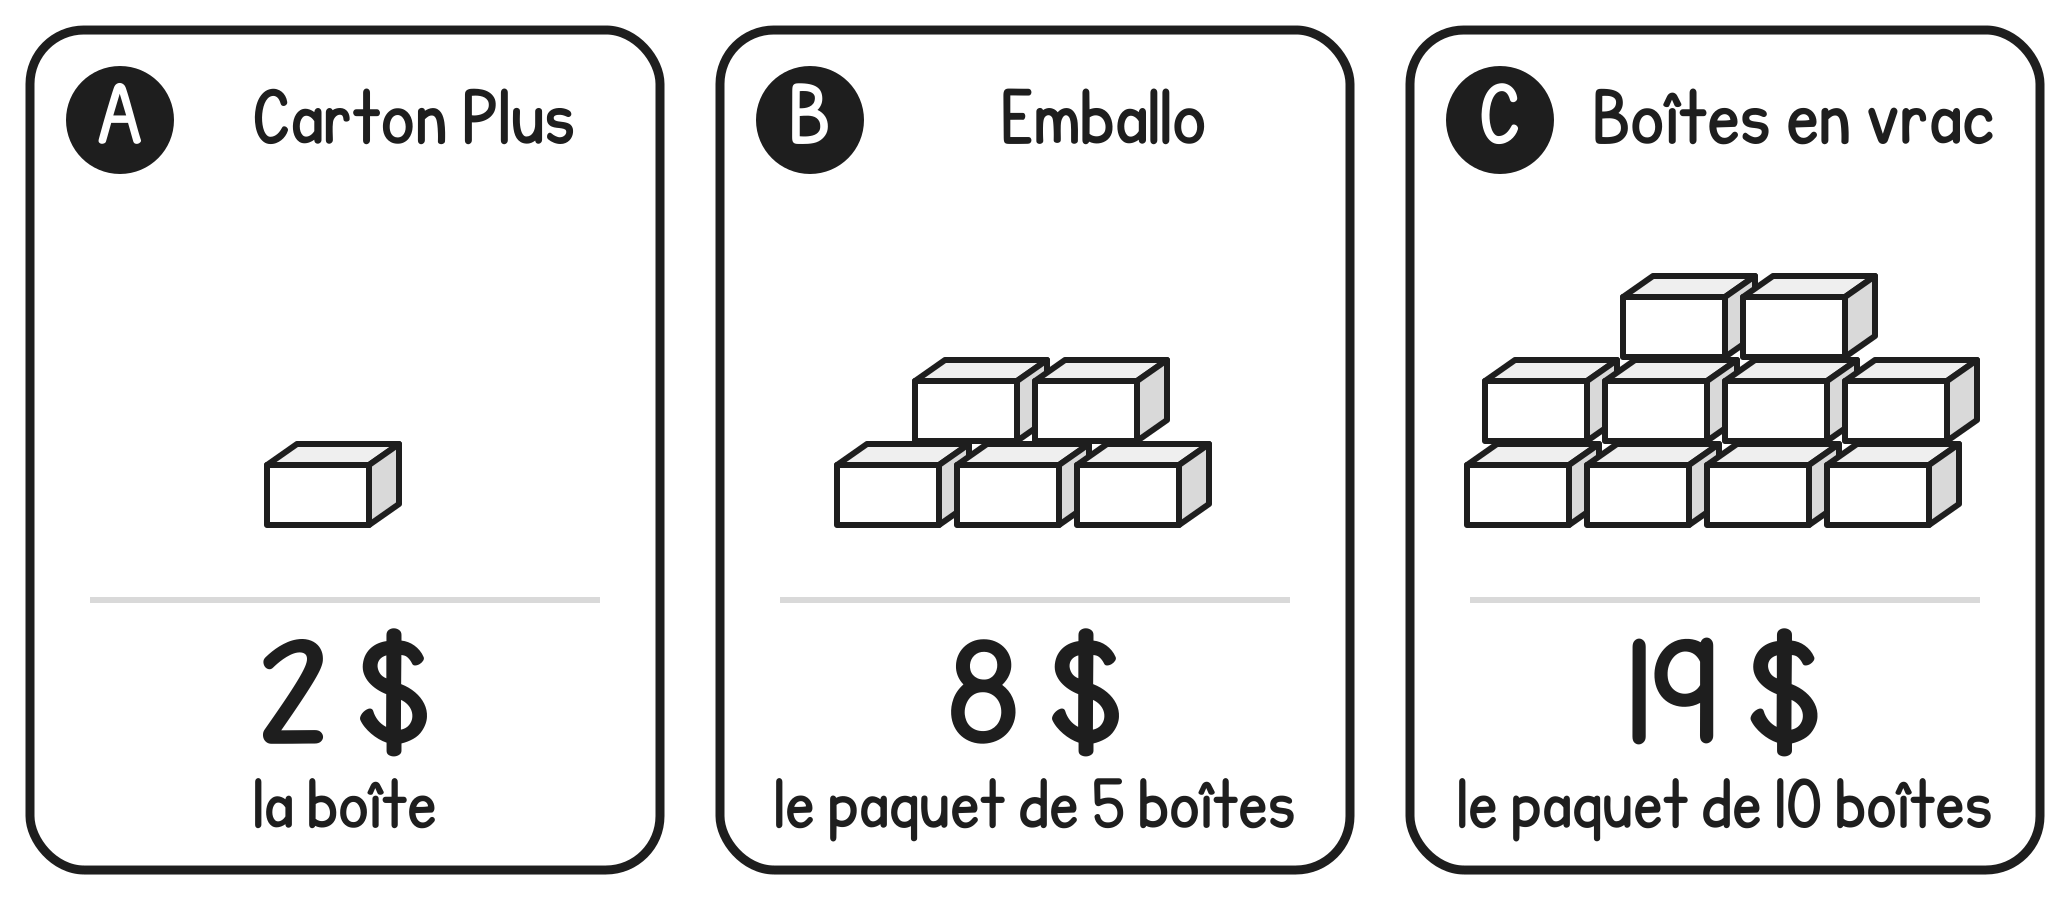 A Carton Plus
2 $
la boîte
B Emballo
8 $
le paquet de 5 boîtes
C Boîtes en vrac
19 $
le paquet de 10 boîtes